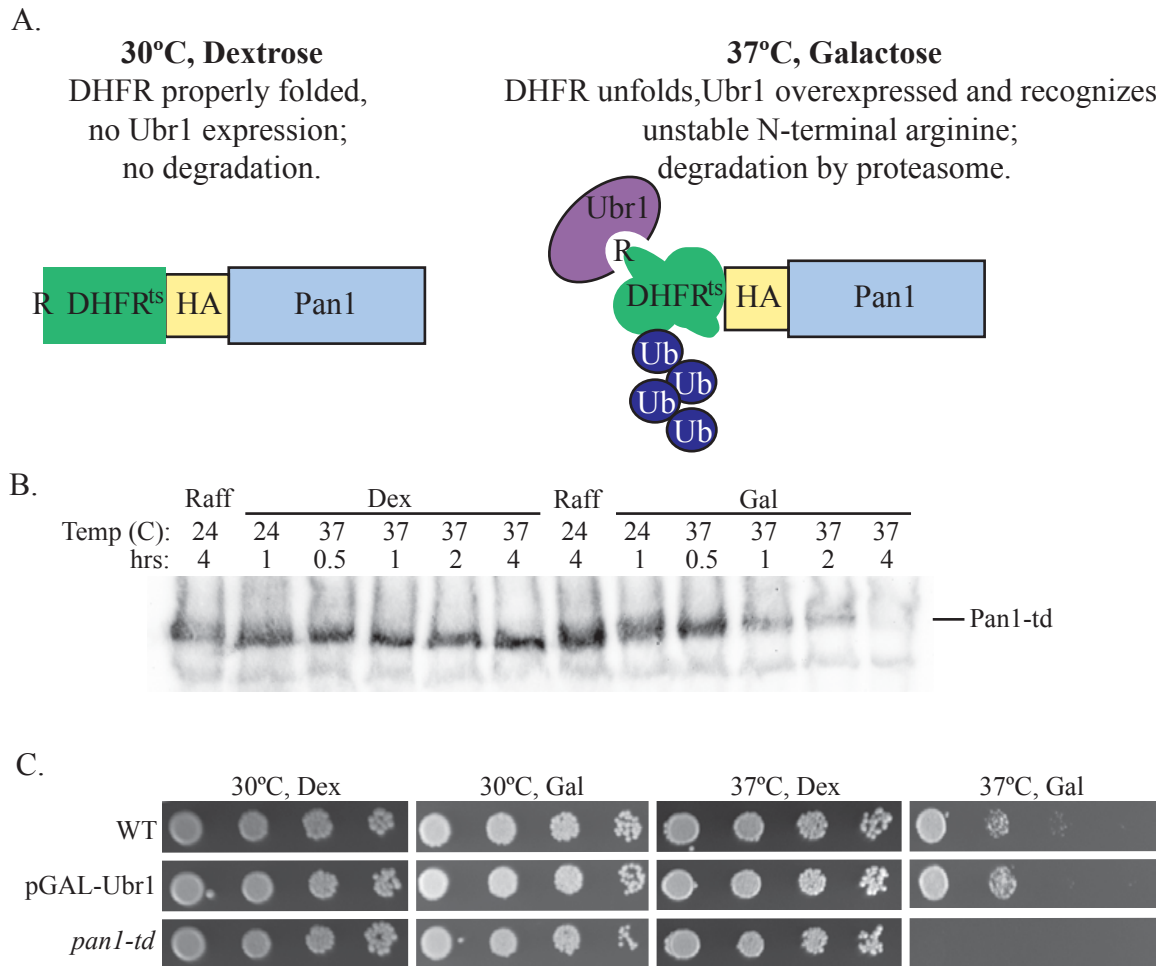 A.
30ºC, Dextrose
DHFR properly folded,
no Ubr1 expression;
no degradation.
37ºC, Galactose
DHFR unfolds,Ubr1 overexpressed and recognizes
unstable N-terminal arginine;
degradation by proteasome.
R DHFRts HA Pan1
Ubr1
R
DHFRts HA Pan1
Ub
Ub
Ub
Ub
B.
Raff Dex Raff Gal
Temp (C): 24 24 37 37 37 37 24 24 37 37 37 37
hrs: 4 1 0.5 1 2 4 4 1 0.5 1 2 4
Pan1-td
C.
30ºC, Dex 30ºC, Gal 37ºC, Dex 37ºC, Gal
WT
pGAL-Ubr1
pan1-td